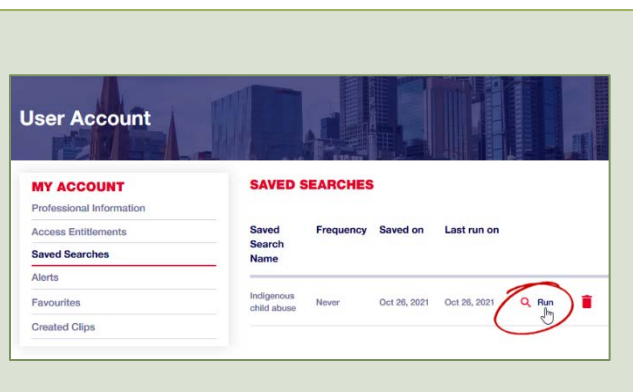 User Account
MY ACCOUNT
Professional Information
Access Entitlements
Saved Searches
Alerts
Favourites
Created Clips
SAVED SEARCHES
Saved Search Name Frequency Saved on Last run on
Indigenous child abuse Never Oct 26, 2021 Oct 26, 2021 Run